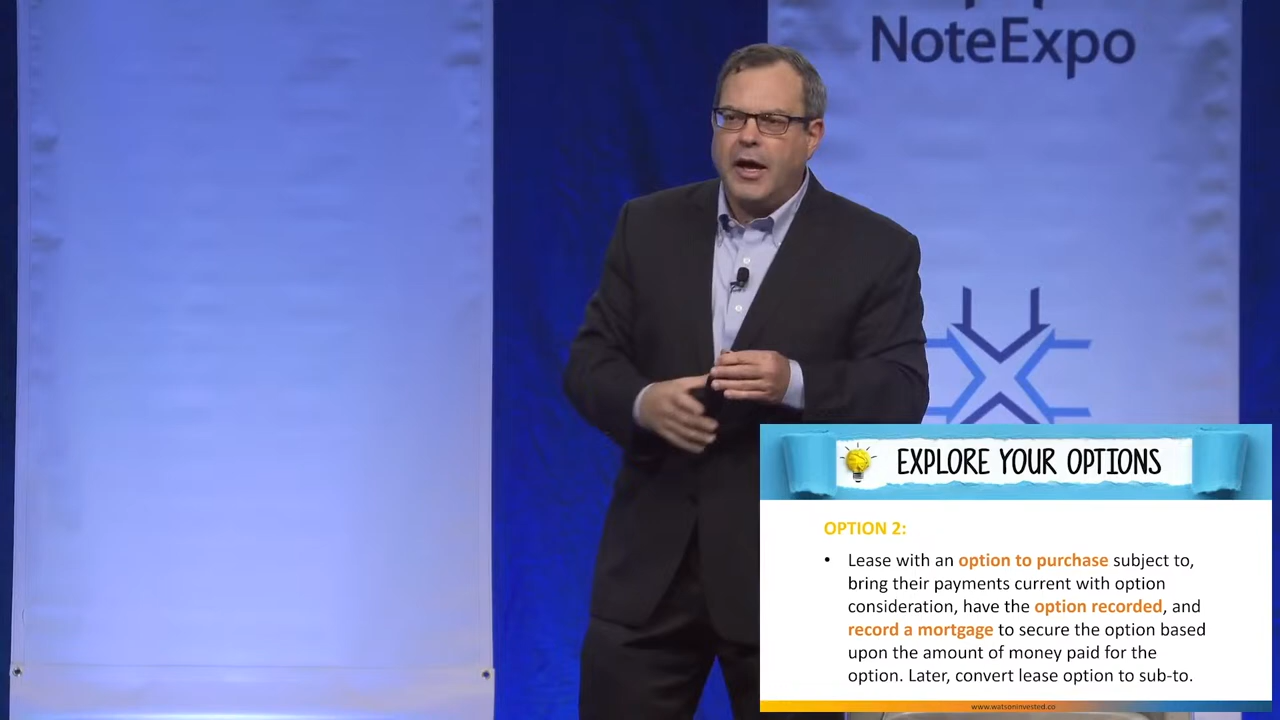 NoteExpo
EXPLORE YOUR OPTIONS
OPTION 2:
• Lease with an option to purchase subject to,
bring their payments current with option
consideration, have the option recorded, and
record a mortgage to secure the option based
upon the amount of money paid for the
option. Later, convert lease option to sub-to.
www.watsoninvested.co